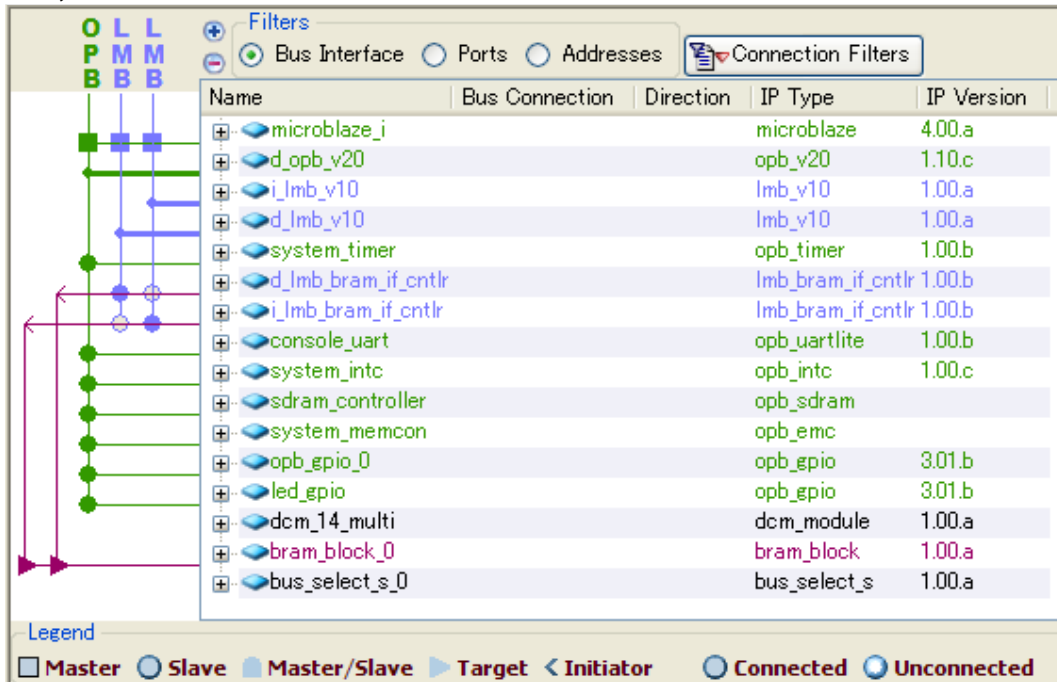 O L L
P M M
B B B
Filters
Bus Interface Ports Addresses Connection Filters
Name Bus Connection Direction IP Type IP Version
microblaze_i microblaze 4.00.a
d_opb_v20 opb_v20 1.10.c
i_lmb_v10 lmb_v10 1.00.a
d_lmb_v10 lmb_v10 1.00.a
system_timer opb_timer 1.00.b
d_lmb_bram_if_cntlr lmb_bram_if_cntlr 1.00.b
i_lmb_bram_if_cntlr lmb_bram_if_cntlr 1.00.b
console_uart opb_uartlite 1.00.b
system_intc opb_intc 1.00.c
sdram_controller opb_sdram
system_memcon opb_emc
opb_gpio_0 opb_gpio 3.01.b
led_gpio opb_gpio 3.01.b
dcm_14_multi dcm_module 1.00.a
bram_block_0 bram_block 1.00.a
bus_select_s_0 bus_select_s 1.00.a
Legend
Master Slave Master/Slave Target Initiator Connected Unconnected